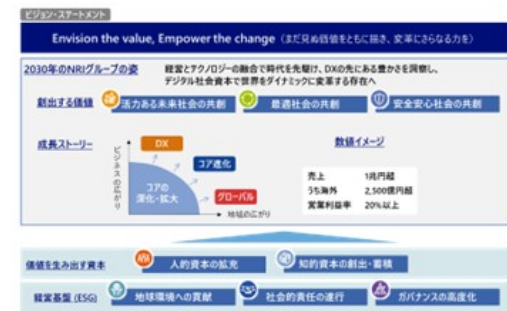 ビジョン・ステートメント
Envision the value, Empower the change (まだ見ぬ価値をともに描き、変革にさらなる力を)
2030年のNRIグループの姿
経営とテクノロジーの融合で時代を先駆け、DXの先にある豊かさを洞察し、
デジタル社会資本で世界をダイナミックに変革する存在へ
創出する価値
活力ある未来社会の共創
最適社会の共創
安全安心社会の共創
成長ストーリー
数値イメージ
ビジネスの広がり
DX
コア進化
コアの
深化・拡大
グローバル
地域の広がり
売上 1兆円超
うち海外 2,500億円超
営業利益率 20%以上
価値を生み出す資本
人的資本の拡充
知的資本の創出・蓄積
経営基盤 (ESG)
地球環境への貢献
社会的責任の遂行
ガバナンスの高度化